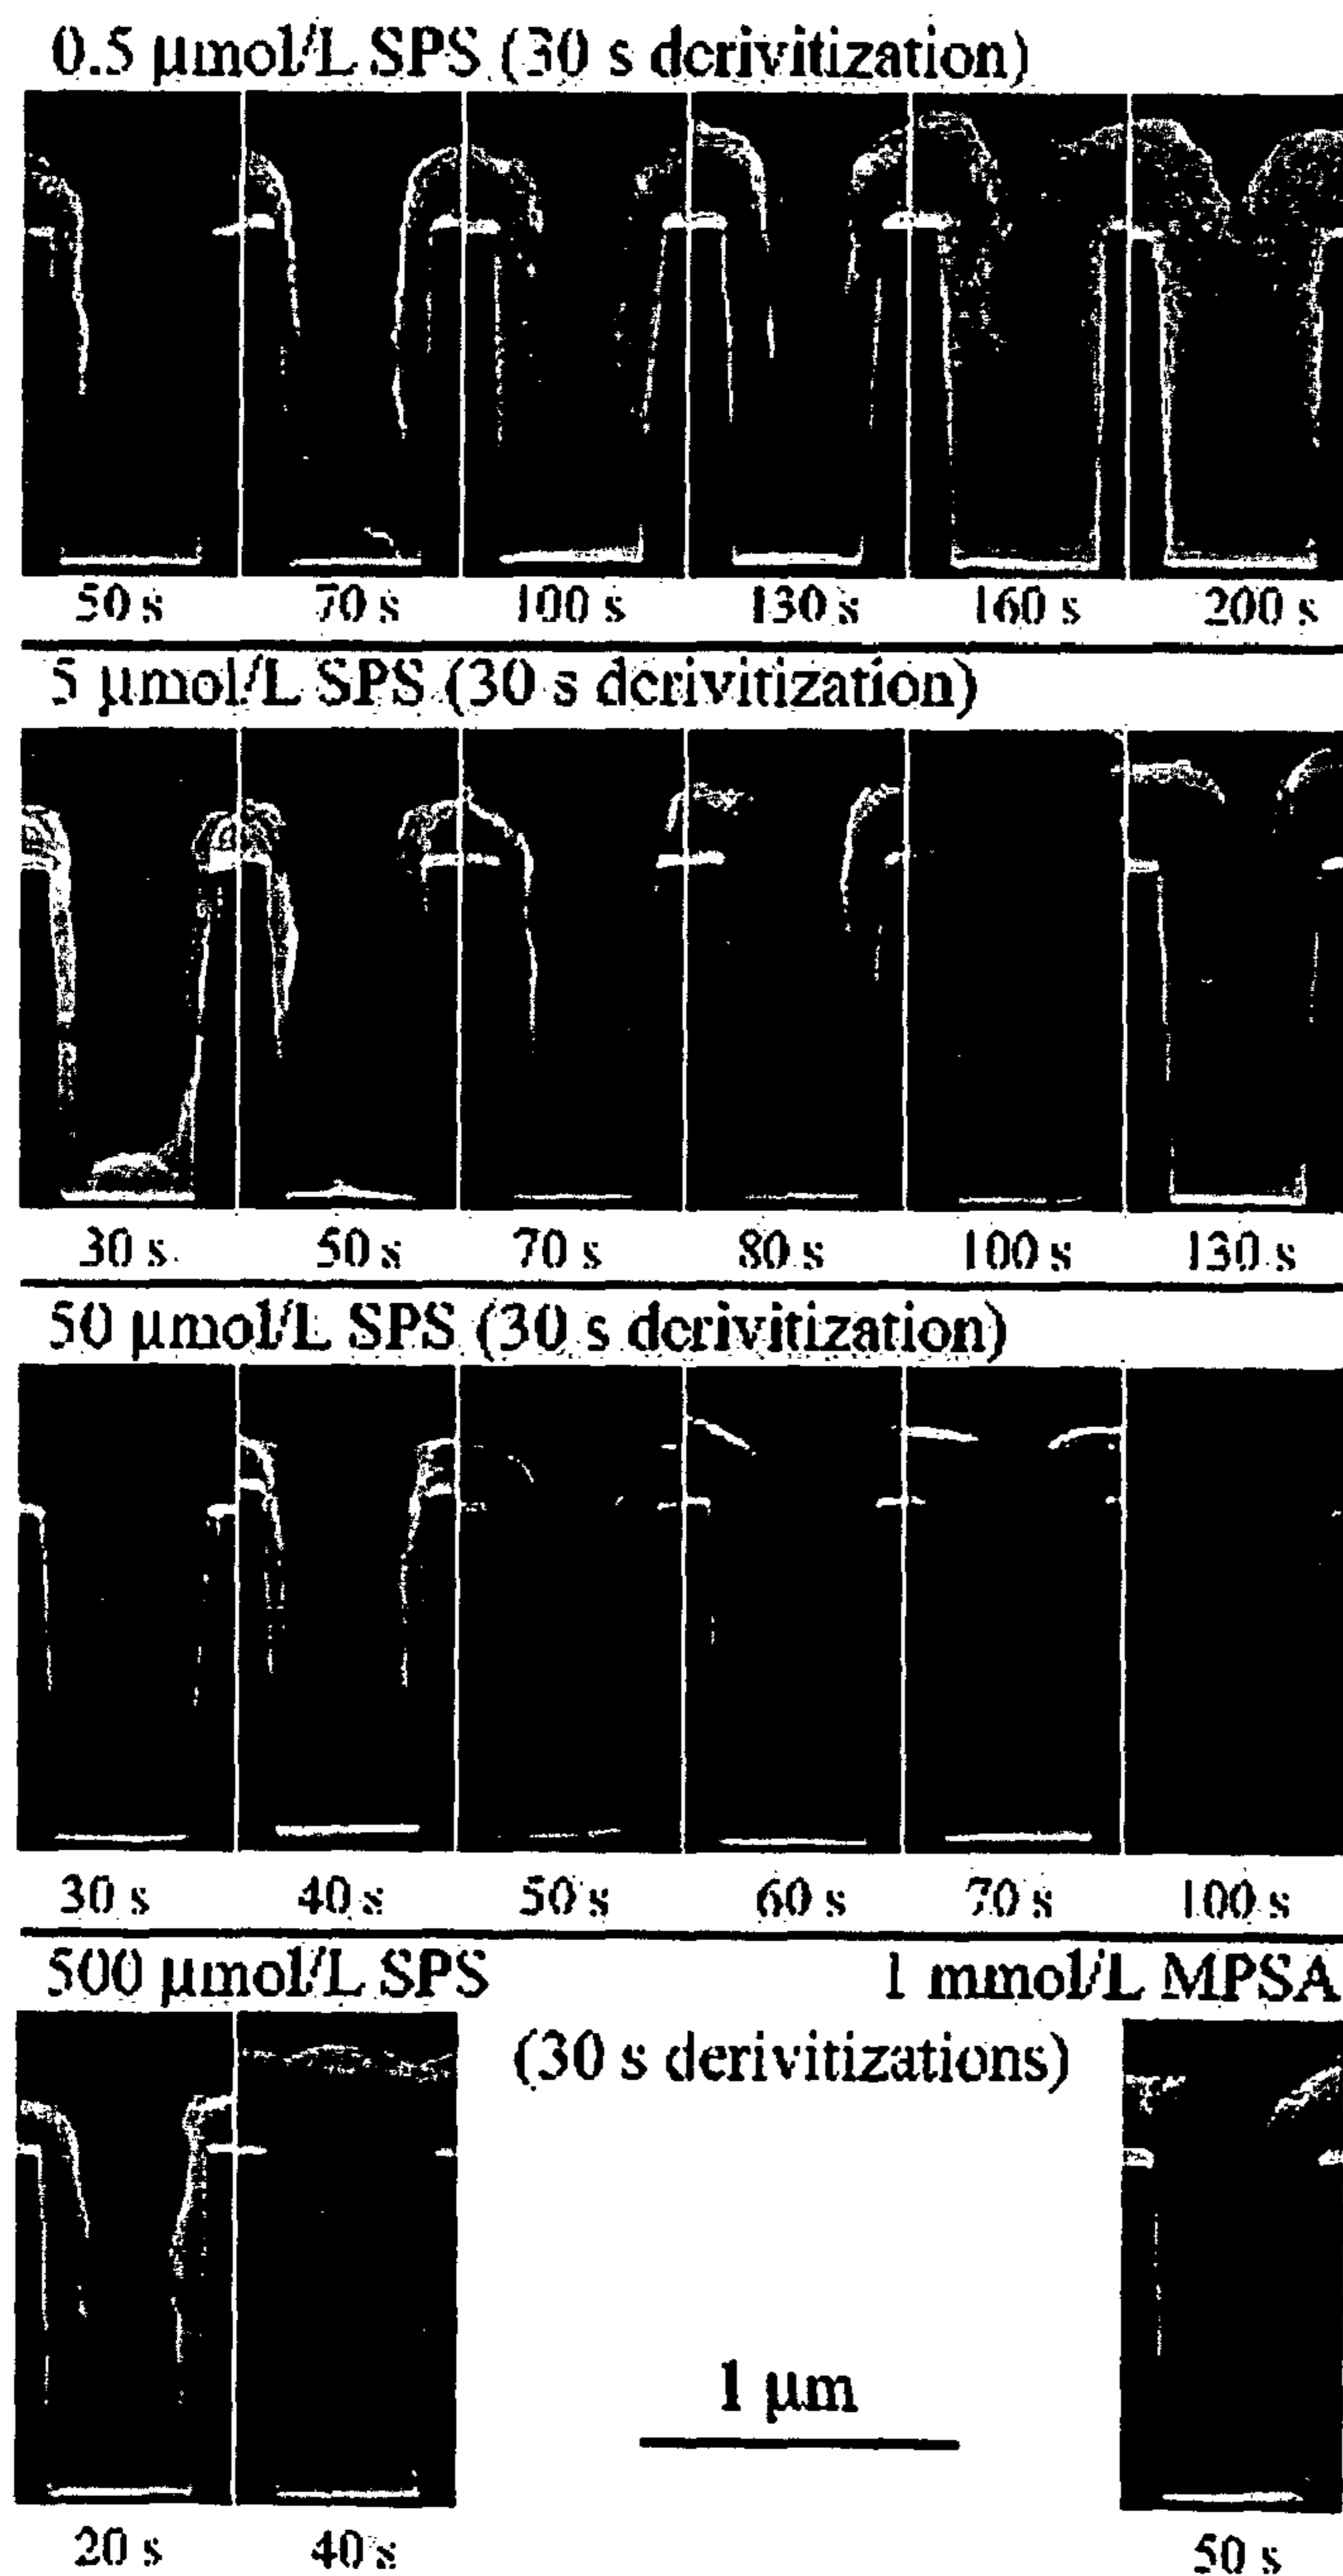 0.5 µmol/L SPS (30 s derivitization)
50 s 70 s 100 s 130 s 160 s 200 s
5 µmol/L SPS (30 s derivitization)
30 s 50 s 70 s 80 s 100 s 130 s
50 µmol/L SPS (30 s derivitization)
30 s 40 s 50 s 60 s 70 s 100 s
500 µmol/L SPS 1 mmol/L MPSA
(30 s derivitizations)
1 µm
20 s 40 s 50 s